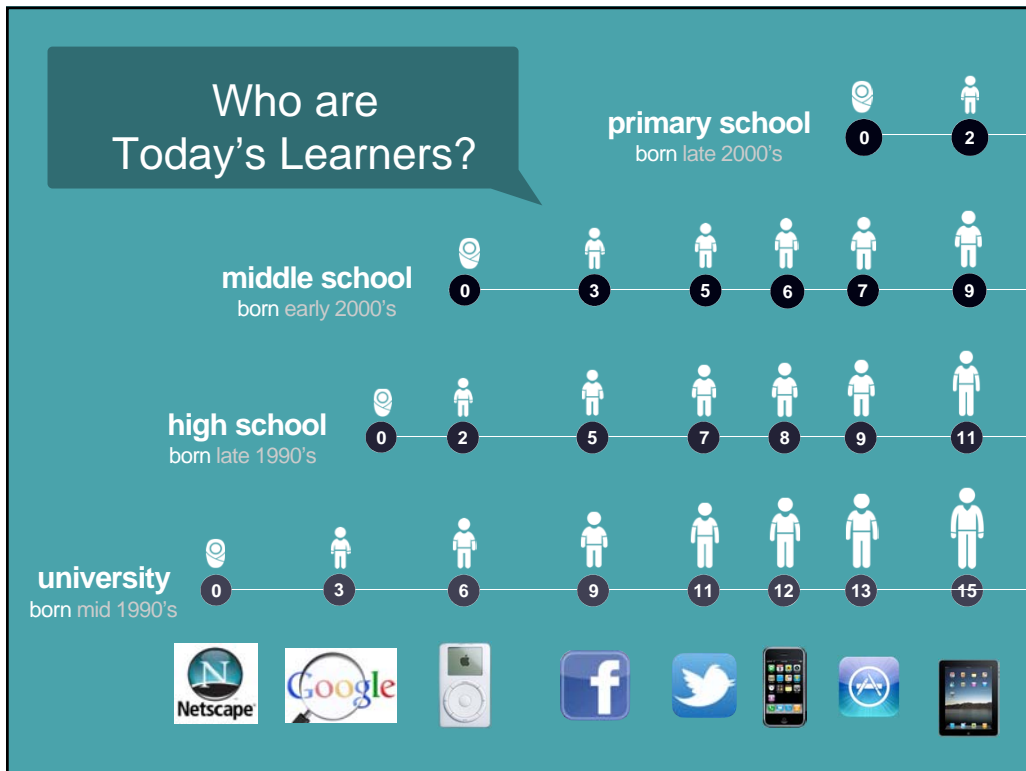 Who are
Today's Learners?
primary school
born late 2000's
0 2
middle school
born early 2000's
0 3 5 6 7 9
high school
born late 1990's
0 2 5 7 8 9 11
university
born mid 1990's
0 3 6 9 11 12 13 15
N
Netscape®
Google
f